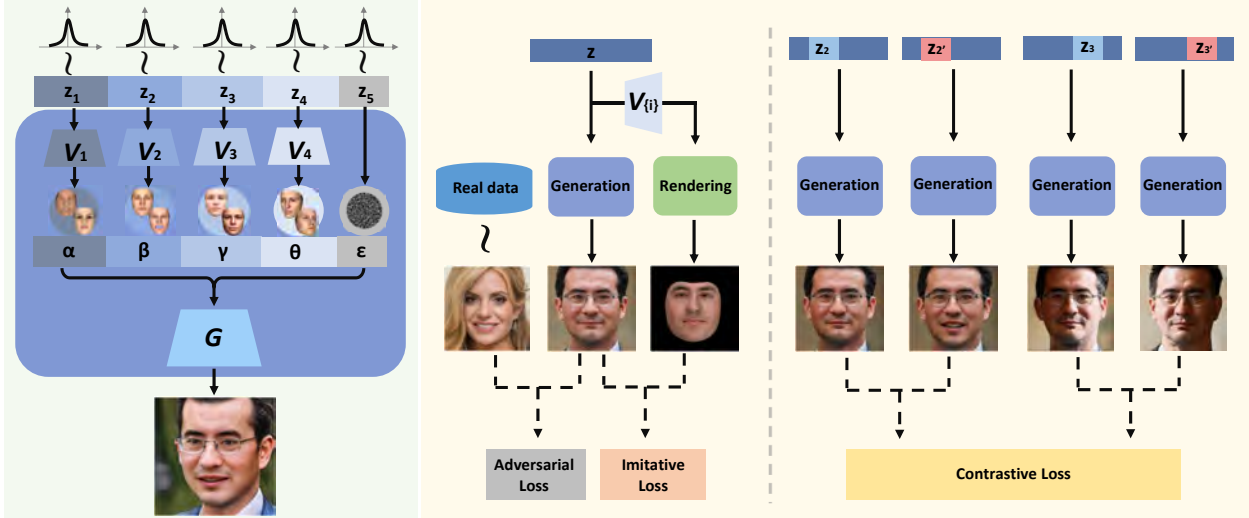 z1 z2 z3 z4 z5
V1 V2 V3 V4
α β γ θ ε
G
z
V{i}
Real data Generation Rendering
Adversarial Loss
Imitative Loss
z2 z2' z3 z3'
Generation Generation Generation Generation
Contrastive Loss